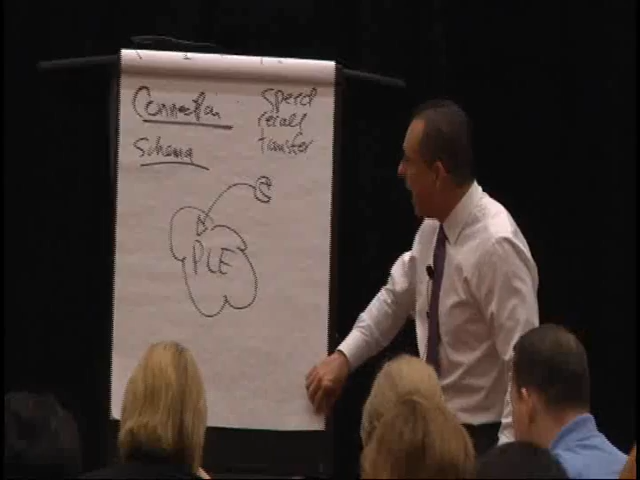 Connection
Schema
speed
recall
transfer
C
PLE